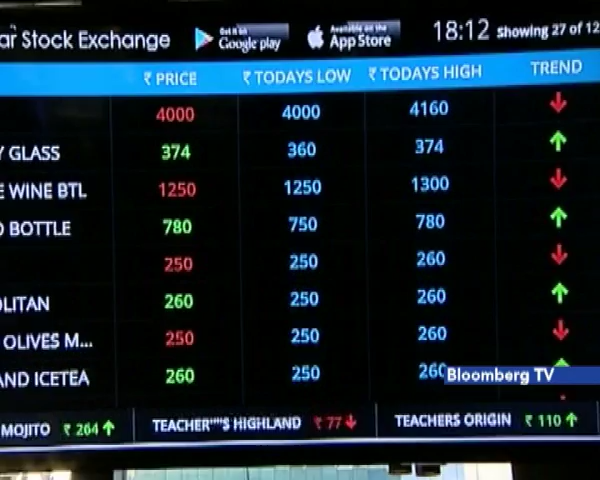 ar Stock Exchange
Get it on
Google play
Available on the
App Store
18:12 showing 27 of 12
₹ PRICE ₹ TODAYS LOW ₹ TODAYS HIGH TREND
4000 4000 4160
Y GLASS 374 360 374
E WINE BTL 1250 1250 1300
BOTTLE 780 750 780
250 250 260
OLITAN 260 250 260
OLIVES M... 250 250 260
AND ICETEA 260 250 260
Bloomberg TV
MOJITO ₹ 264 TEACHER""'S HIGHLAND ₹ 77 TEACHERS ORIGIN ₹ 110